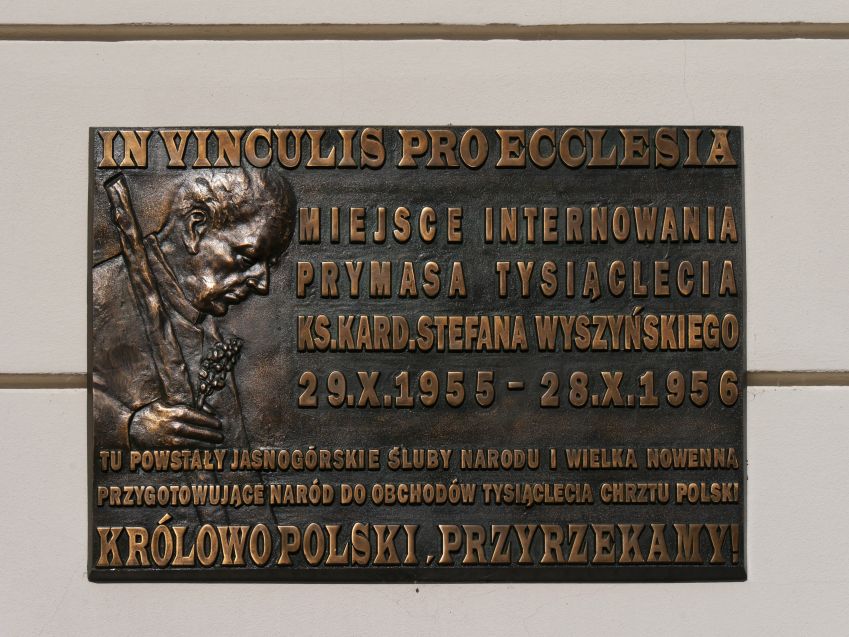 IN VINCULIS PRO ECCLESIA
MIEJSCE INTERNOWANIA
PRYMASA TYSIĄCLECIA
KS.KARD.STEFANA WYSZYŃSKIEGO
29.X.1955 - 28.X.1956
TU POWSTAŁY JASNOGÓRSKIE ŚLUBY NARODU I WIELKA NOWENNA
PRZYGOTOWUJĄCE NARÓD DO OBCHODÓW TYSIĄCLECIA CHRZTU POLSKI
KRÓLOWO POLSKI, PRZYRZEKAMY!